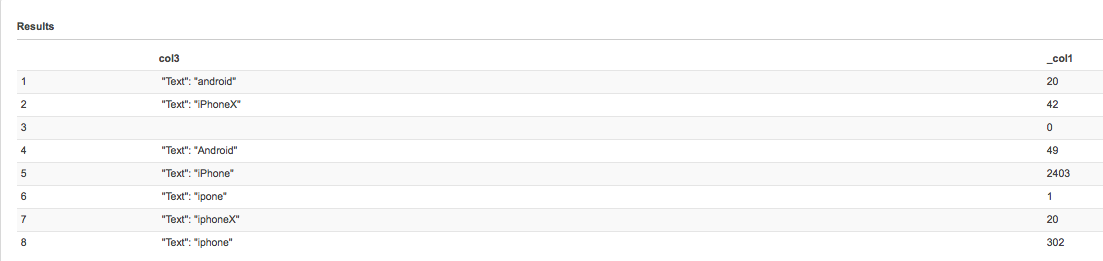 Results
col3 _col1
1 "Text": "android" 20
2 "Text": "iPhoneX" 42
3 0
4 "Text": "Android" 49
5 "Text": "iPhone" 2403
6 "Text": "ipone" 1
7 "Text": "iphoneX" 20
8 "Text": "iphone" 302